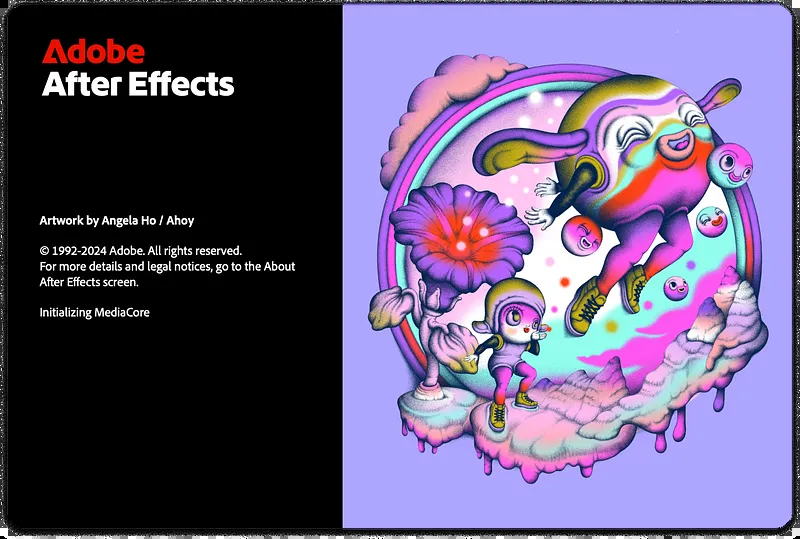 Adobe
After Effects
Artwork by Angela Ho / Ahoy
© 1992-2024 Adobe. All rights reserved.
For more details and legal notices, go to the About
After Effects screen.
Initializing MediaCore